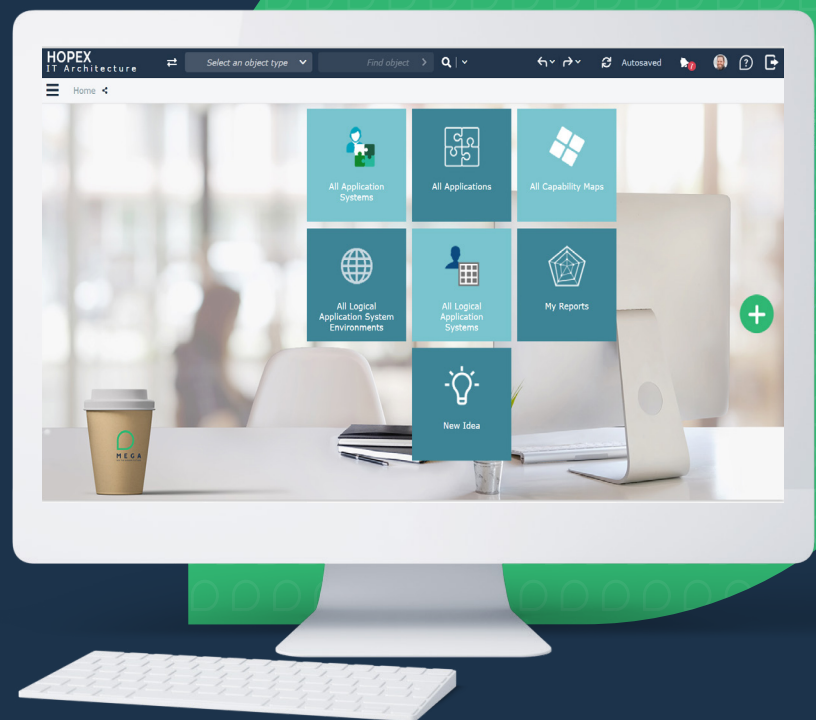 HOPEX
IT Architecture
Select an object type
Find object
Autosaved
Home
All Application
Systems
All Applications
All Capability Maps
All Logical
Application System
Environments
All Logical
Application
Systems
My Reports
New Idea
MEGA